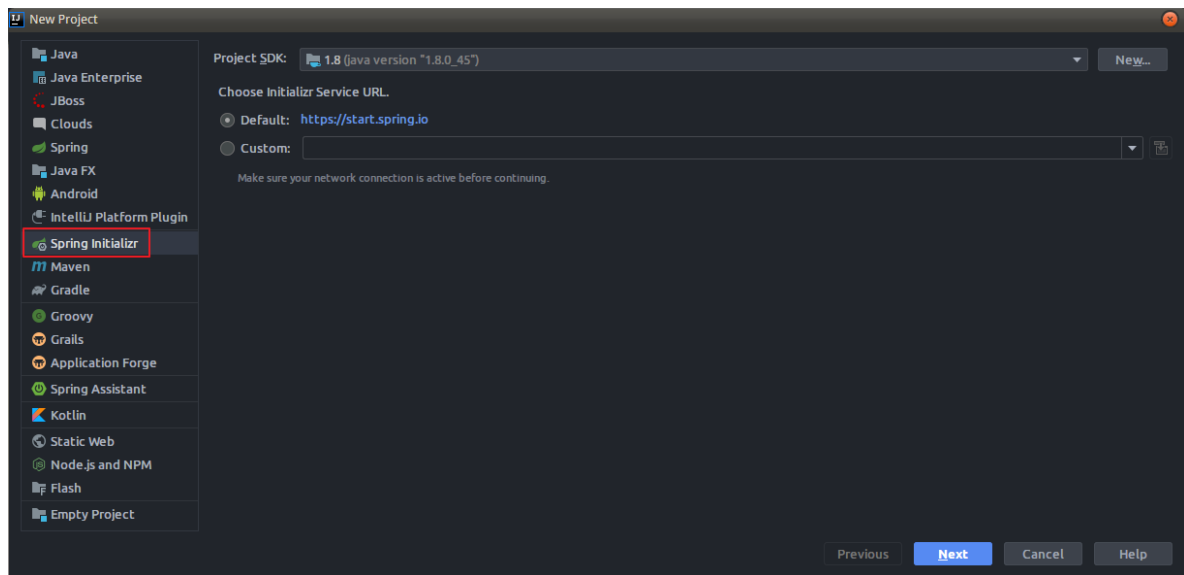 New Project
Java
Java Enterprise
JBoss
Clouds
Spring
Java FX
Android
IntelliJ Platform Plugin
Spring Initializr
Maven
Gradle
Groovy
Grails
Application Forge
Spring Assistant
Kotlin
Static Web
Node.js and NPM
Flash
Empty Project
Project SDK: 1.8 (java version "1.8.0_45") New...
Choose Initializr Service URL.
Default: https://start.spring.io
Custom:
Make sure your network connection is active before continuing.
Previous Next Cancel Help